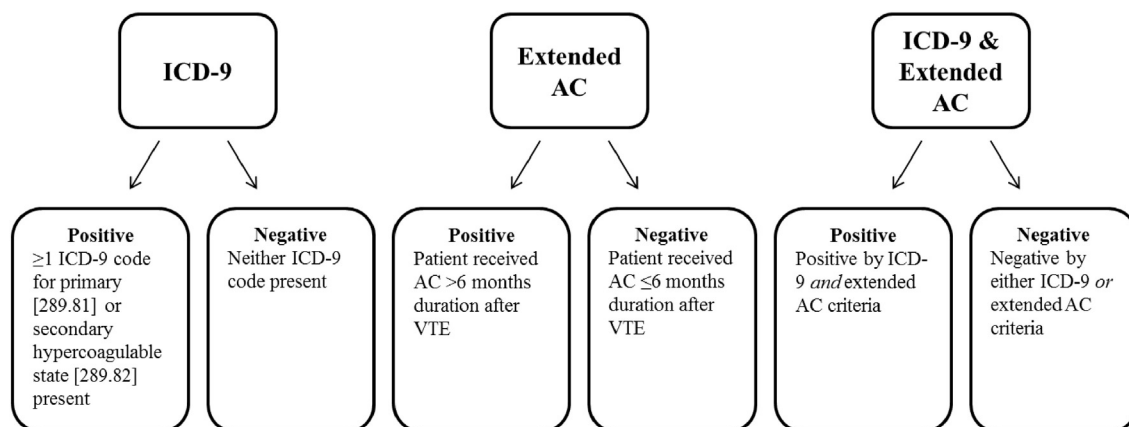 ICD-9
Extended
AC
ICD-9 &
Extended
AC
Positive
≥1 ICD-9 code
for primary
[289.81] or
secondary
hypercoagulable
state [289.82]
present
Negative
Neither ICD-9
code present
Positive
Patient received
AC >6 months
duration after
VTE
Negative
Patient received
AC ≤6 months
duration after
VTE
Positive
Positive by ICD-
9 and extended
AC criteria
Negative
Negative by
either ICD-9 or
extended AC
criteria